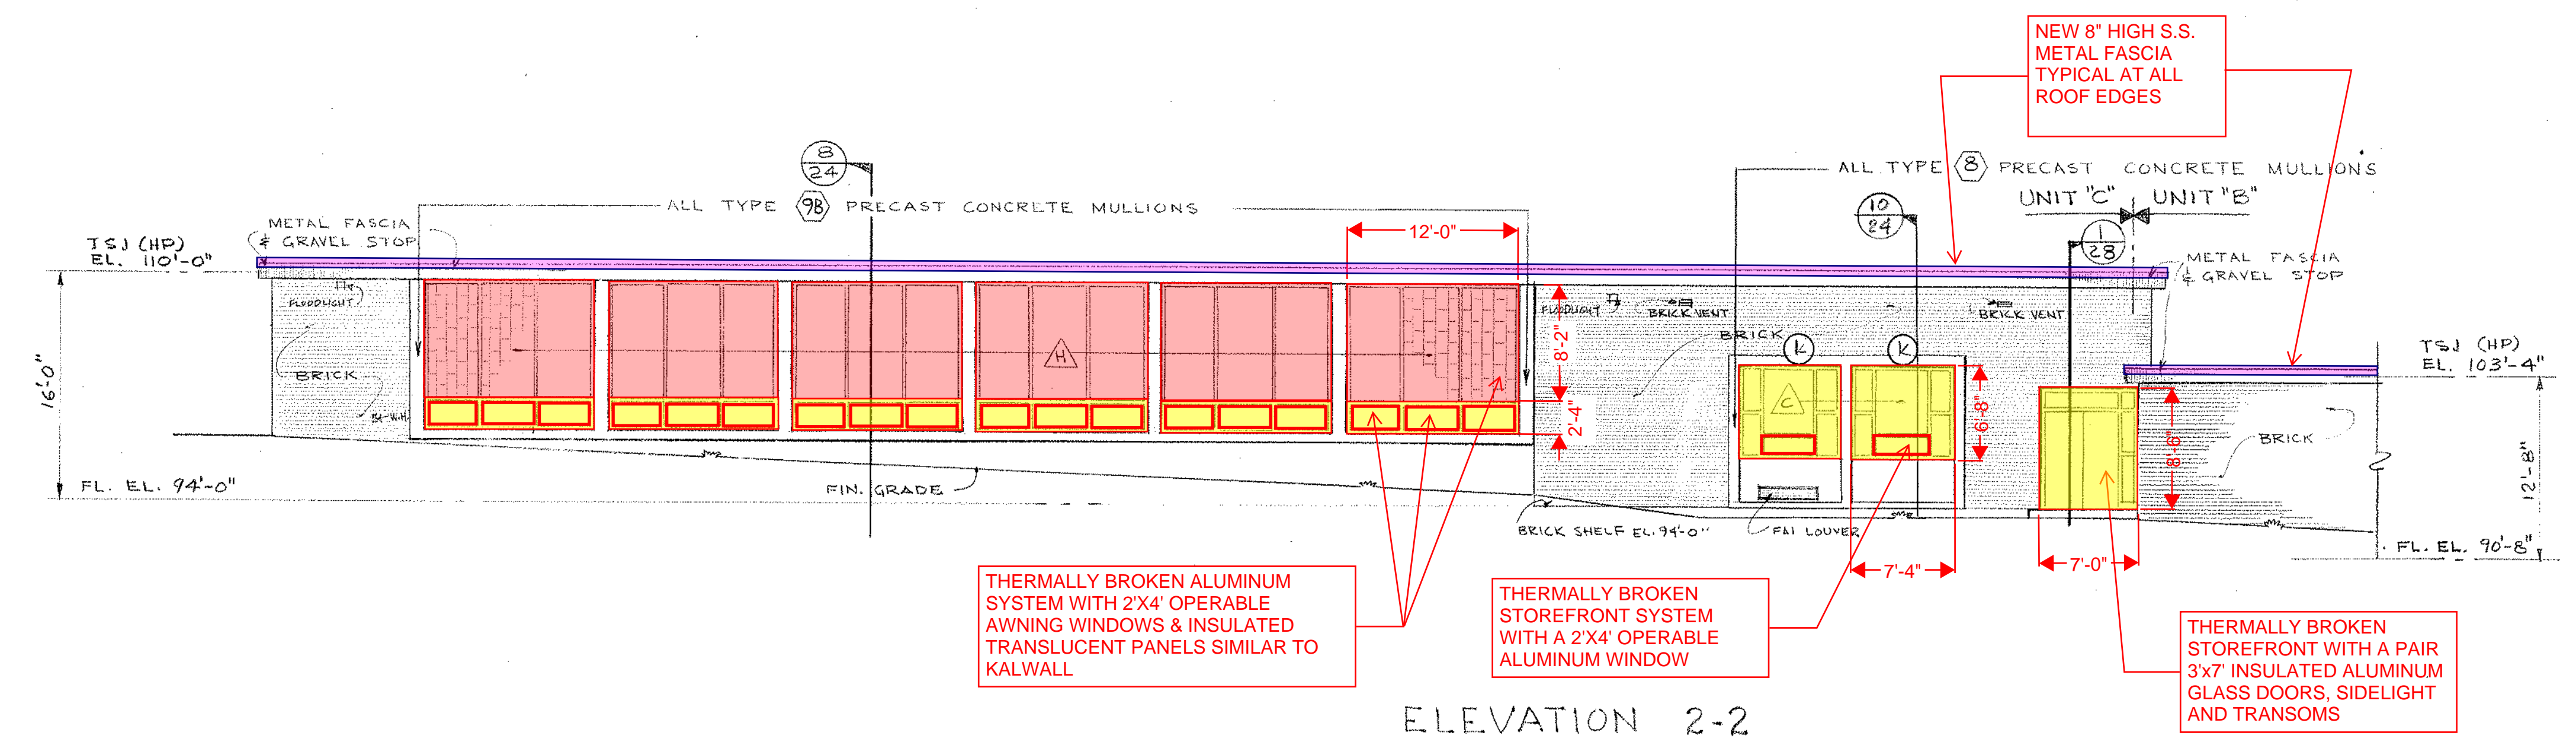 NEW 8" HIGH S.S.
METAL FASCIA
TYPICAL AT ALL
ROOF EDGES
8
24
ALL TYPE 9B PRECAST CONCRETE MULLIONS
ALL TYPE 8 PRECAST CONCRETE MULLIONS
UNIT "C" UNIT "B"
10
24
1
28
METAL FASCIA
& GRAVEL STOP
TSJ (HP)
EL. 110'-0"
12'-0"
METAL FASCIA
& GRAVEL STOP
FLOODLIGHT
FLOODLIGHT
BRICK VENT
BRICK VENT
BRICK
K
K
TSJ (HP)
EL. 103'-4"
16'-0"
BRICK
H
8'-2"
2'-4"
C
6'-8"
8'-6"
BRICK
12'-8"
FL. EL. 94'-0"
FIN. GRADE
BRICK SHELF EL. 94'-0"
FAI LOUVER
FL. EL. 90'-8"
7'-4"
7'-0"
THERMALLY BROKEN ALUMINUM
SYSTEM WITH 2'X4' OPERABLE
AWNING WINDOWS & INSULATED
TRANSLUCENT PANELS SIMILAR TO
KALWALL
THERMALLY BROKEN
STOREFRONT SYSTEM
WITH A 2'X4' OPERABLE
ALUMINUM WINDOW
THERMALLY BROKEN
STOREFRONT WITH A PAIR
3'x7' INSULATED ALUMINUM
GLASS DOORS, SIDELIGHT
AND TRANSOMS
ELEVATION 2-2